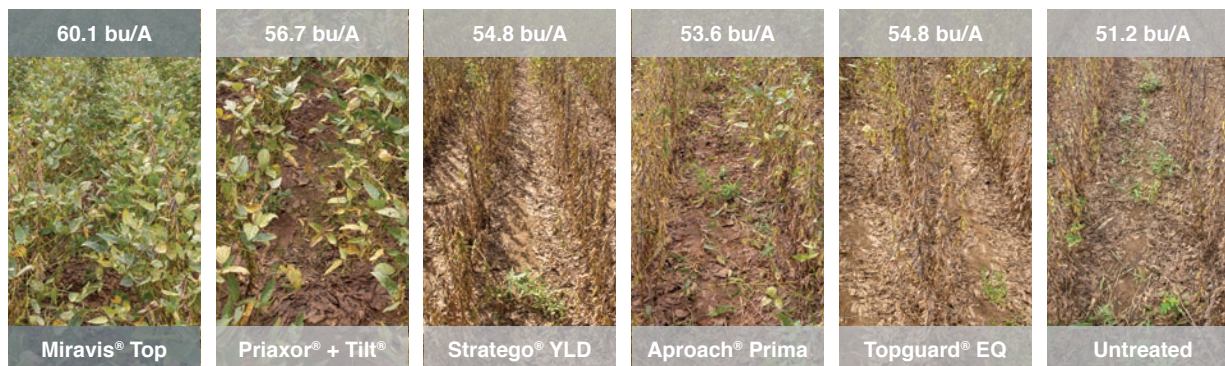 60.1 bu/A
56.7 bu/A
54.8 bu/A
53.6 bu/A
54.8 bu/A
51.2 bu/A
Miravis® Top
Priaxor® + Tilt®
Stratego® YLD
Aproach® Prima
Topguard® EQ
Untreated